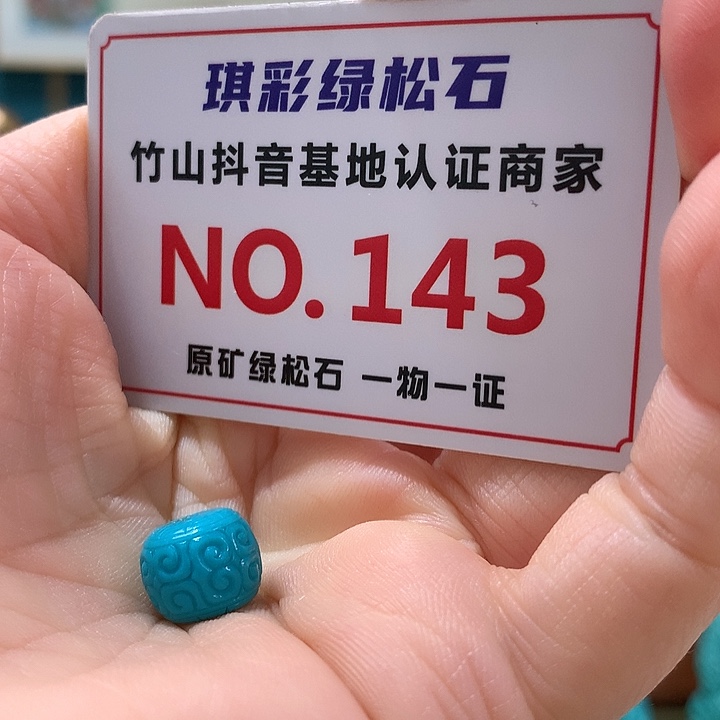 琪彩绿松石
竹山抖音基地认证商家
NO.143
原矿绿松石 一物一证